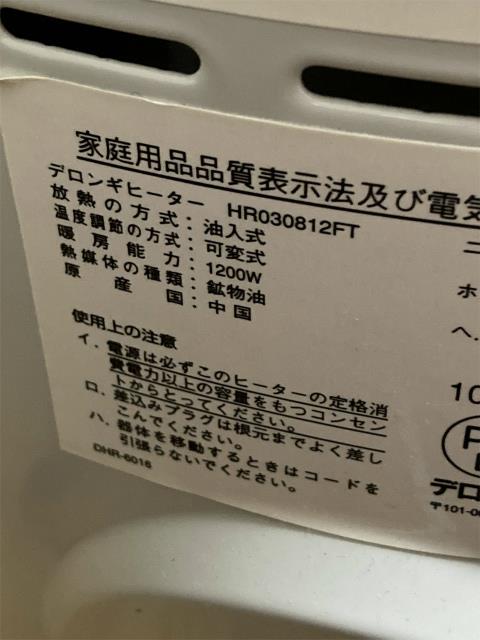 家庭用品品質表示法及び電気
デロンギヒーター HR030812FT
放熱の方式：油入式
温度調節の方式：可変式
暖房能力：1200W
熱媒体の種類：鉱物油
原産国：中国
ニ
ホ
ヘ.
使用上の注意
イ．電源は必ずこのヒーターの定格消
費電力以上の容量をもつコンセン
トからとってください。
ロ．差込みプラグは根元までよく差し
こんでください。
ハ．器体を移動するときはコードを
引張らないでください。
DHR-6016
10
デロン
〒101-00